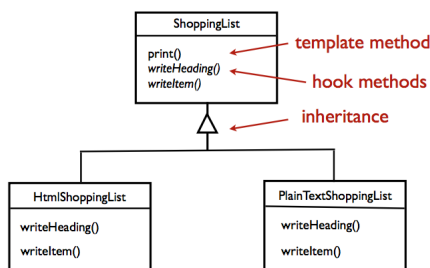 ShoppingList
print()
template method
writeHeading()
hook methods
writeItem()
inheritance
HtmlShoppingList
writeHeading()
writeItem()
PlainTextShoppingList
writeHeading()
writeItem()